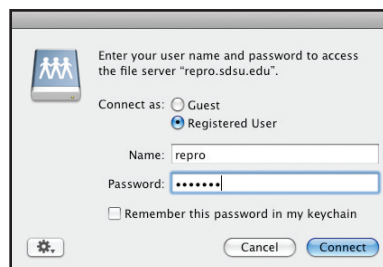 Enter your user name and password to access
the file server “repro.sdsu.edu”.
Connect as: Guest
Registered User
Name: repro
Password: •••••••
Remember this password in my keychain
Cancel Connect